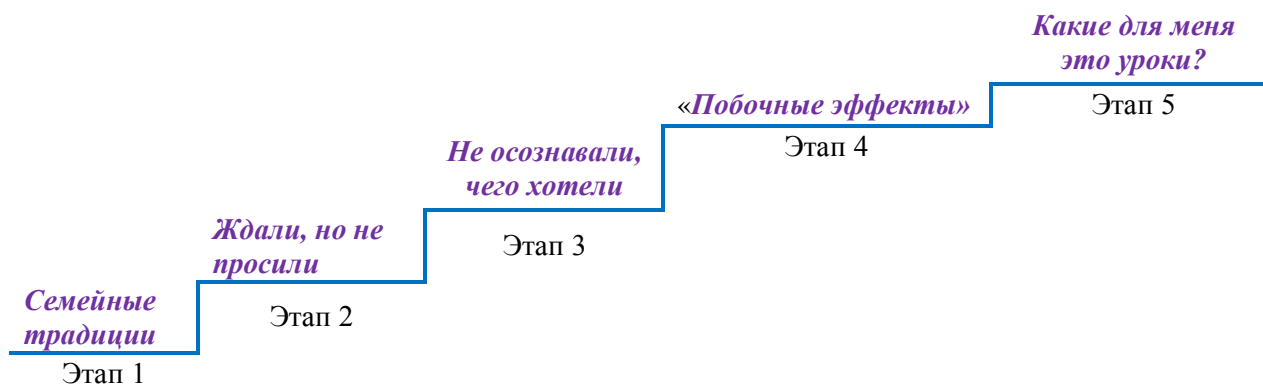 Семейные
традиции
Этап 1
Ждали, но не
просили
Этап 2
Не осознавали,
чего хотели
Этап 3
«Побочные эффекты»
Этап 4
Какие для меня
это уроки?
Этап 5